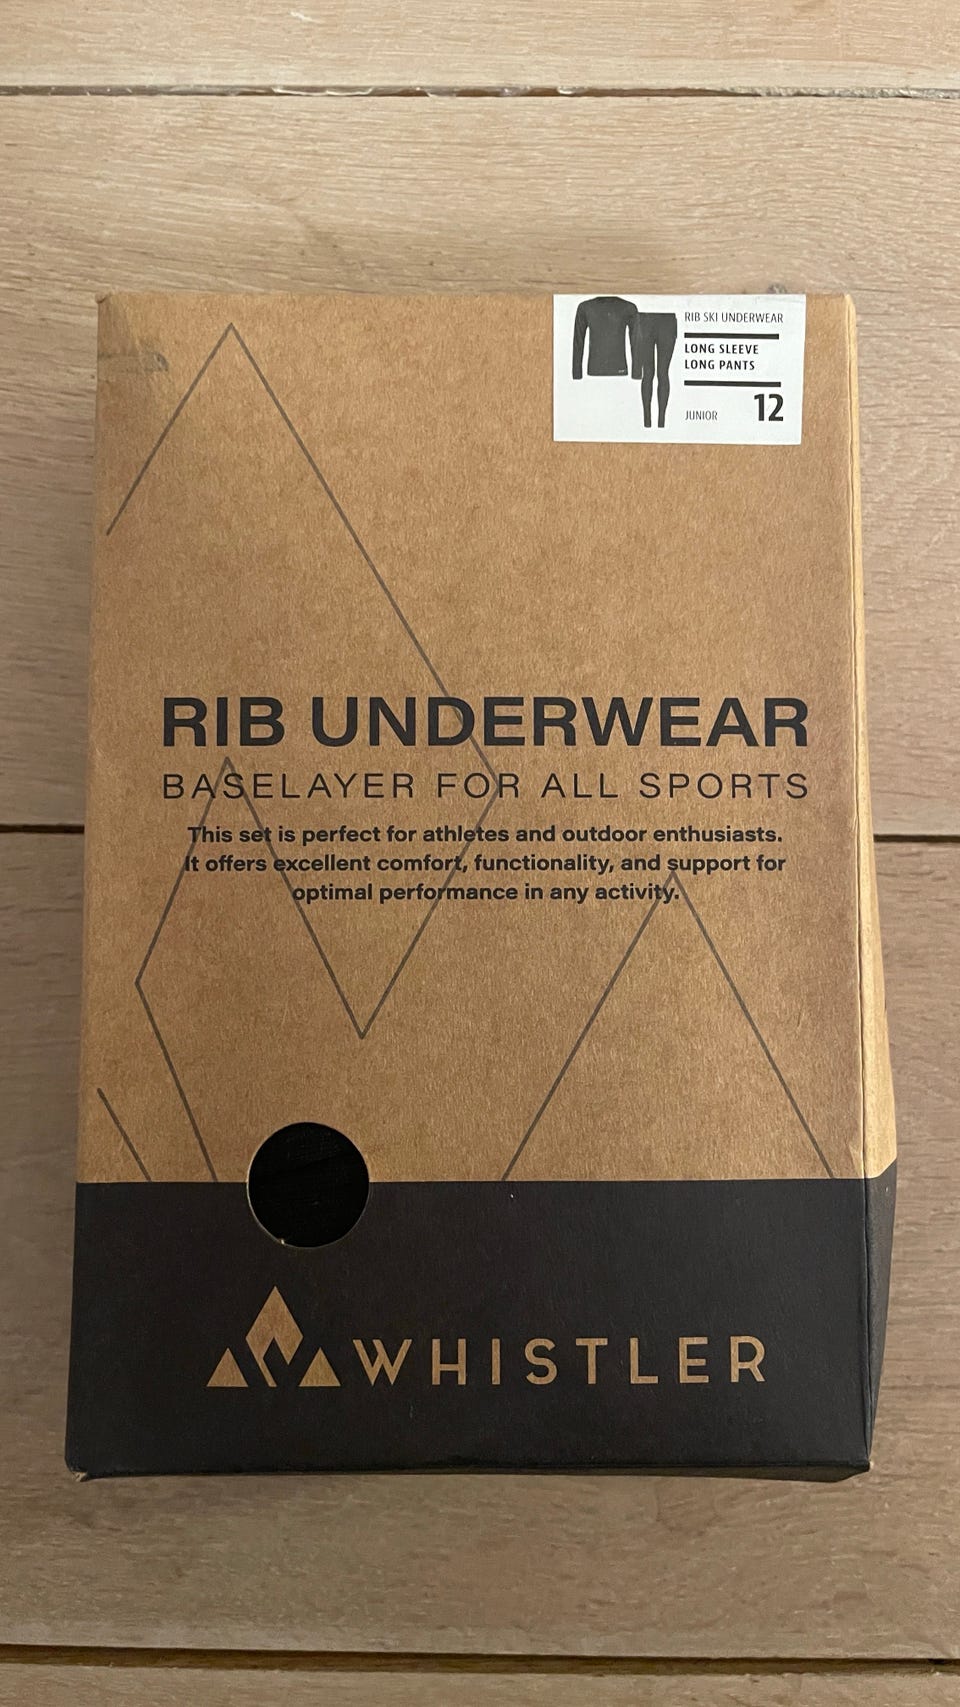 RIB SKI UNDERWEAR
LONG SLEEVE
LONG PANTS
JUNIOR 12
RIB UNDERWEAR
BASELAYER FOR ALL SPORTS
This set is perfect for athletes and outdoor enthusiasts.
It offers excellent comfort, functionality, and support for
optimal performance in any activity.
WHISTLER